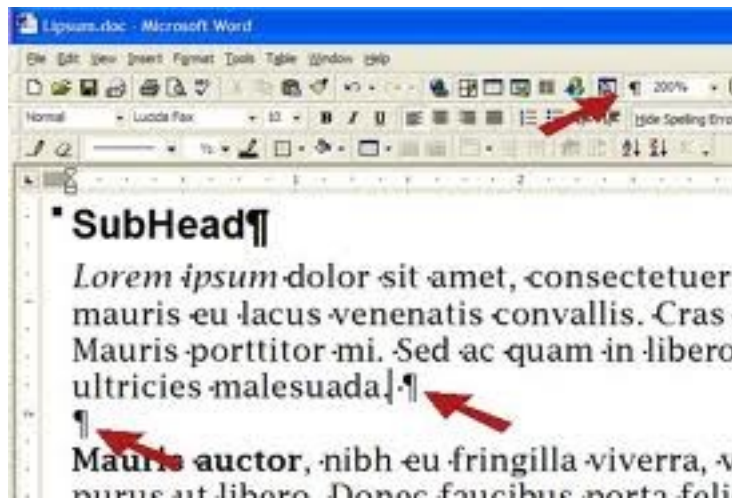 Lipsum.doc - Microsoft Word
File Edit View Insert Format Tools Table Window Help
¶ 200%
Normal Lucida Fax 10 B I U Hide Spelling Erro
SubHead¶
Lorem ipsum dolor sit amet, consectetuer
mauris eu lacus venenatis convallis. Cras
Mauris porttitor mi. Sed ac quam in libero
ultricies malesuada. ¶
¶
Mauris auctor, nibh eu fringilla viverra, v
purus ut libero. Donec faucibus porta feli